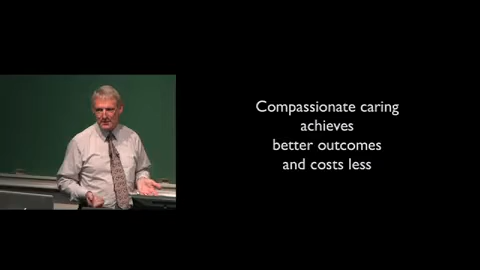 Compassionate caring
achieves
better outcomes
and costs less